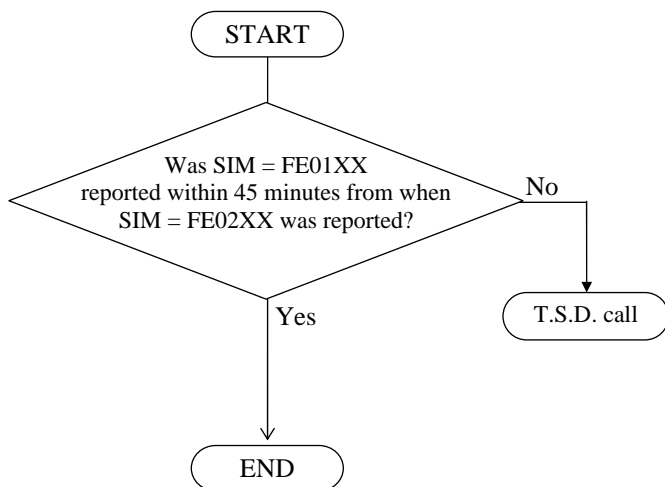 START
Was SIM = FE01XX
reported within 45 minutes from when
SIM = FE02XX was reported?
No
T.S.D. call
Yes
END